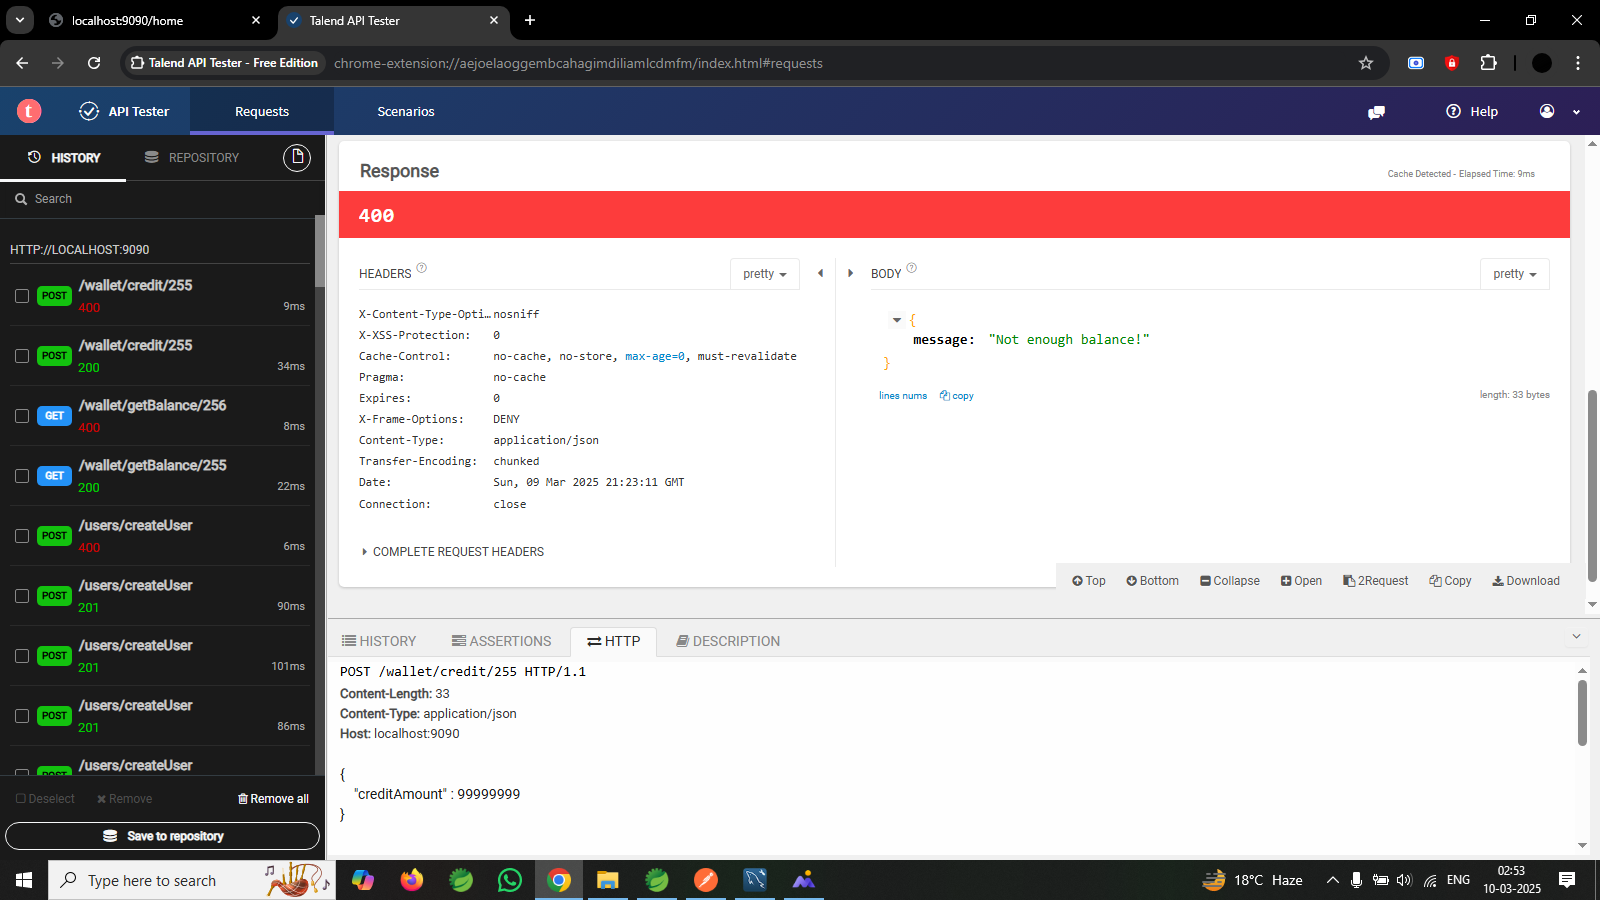 localhost:9090/home
Talend API Tester
Talend API Tester - Free Edition
chrome-extension://aejoelaoggembcahagimdiliamlcdmfm/index.html#requests
t
API Tester
Requests
Scenarios
Help
HISTORY
REPOSITORY
Search
HTTP://LOCALHOST:9090
POST /wallet/credit/255
400 9ms
POST /wallet/credit/255
200 34ms
GET /wallet/getBalance/256
400 8ms
GET /wallet/getBalance/255
200 22ms
POST /users/createUser
400 6ms
POST /users/createUser
201 90ms
POST /users/createUser
201 101ms
POST /users/createUser
201 86ms
POST /users/createUser
Deselect Remove Remove all
Save to repository
Response
Cache Detected - Elapsed Time: 9ms
400
HEADERS pretty
X-Content-Type-Opti… nosniff
X-XSS-Protection: 0
Cache-Control: no-cache, no-store, max-age=0, must-revalidate
Pragma: no-cache
Expires: 0
X-Frame-Options: DENY
Content-Type: application/json
Transfer-Encoding: chunked
Date: Sun, 09 Mar 2025 21:23:11 GMT
Connection: close
COMPLETE REQUEST HEADERS
BODY pretty
{
message: "Not enough balance!"
}
lines nums copy length: 33 bytes
Top Bottom Collapse Open 2Request Copy Download
HISTORY ASSERTIONS HTTP DESCRIPTION
POST /wallet/credit/255 HTTP/1.1
Content-Length: 33
Content-Type: application/json
Host: localhost:9090
{
"creditAmount" : 99999999
}
Type here to search
18°C Haze
ENG
02:53
10-03-2025